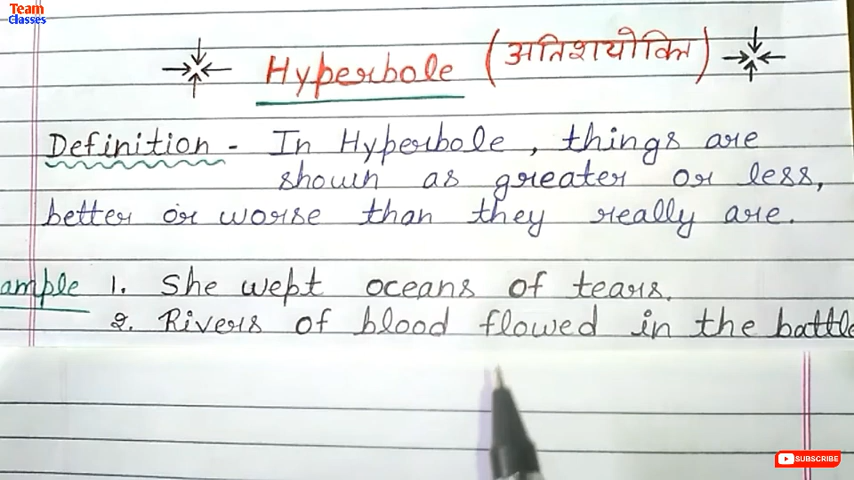 Team
Classes
Hyperbole (अतिशयोक्ति)
Definition - In Hyperbole, things are
shown as greater or less,
better or worse than they really are.
ample 1. She wept oceans of tears.
2. Rivers of blood flowed in the battle
SUBSCRIBE